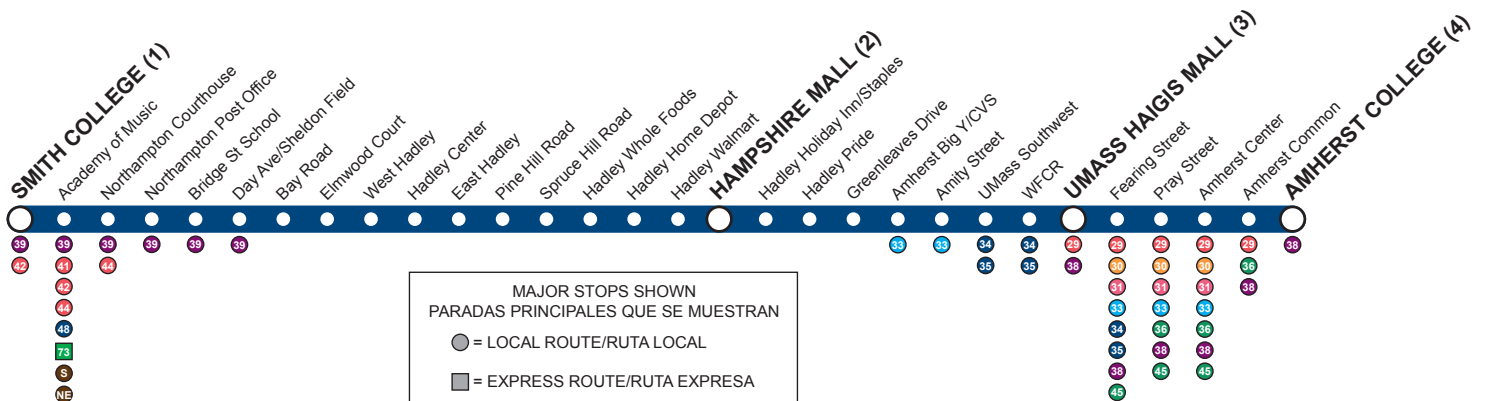 SMITH COLLEGE (1)
Academy of Music
Northampton Courthouse
Northampton Post Office
Bridge St School
Day Ave/Sheldon Field
Bay Road
Elmwood Court
West Hadley
Hadley Center
East Hadley
Pine Hill Road
Spruce Hill Road
Hadley Whole Foods
Hadley Home Depot
Hadley Walmart
HAMPSHIRE MALL (2)
Hadley Holiday Inn/Staples
Hadley Pride
Greenleaves Drive
Amherst Big Y/CVS
Amity Street
UMass Southwest
WFCR
UMASS HAIGIS MALL (3)
Fearing Street
Pray Street
Amherst Center
Amherst Common
AMHERST COLLEGE (4)
39 39 39 39 39 39 33 33 34 34 29 29 29 29 29 38
42 41 44 35 35 38 30 30 30 36
42 31 31 31 38
44 33 33 33
48 34 36 36
73 35 38 38
S 38 45 45
NE 45
MAJOR STOPS SHOWN
PARADAS PRINCIPALES QUE SE MUESTRAN
= LOCAL ROUTE/RUTA LOCAL
= EXPRESS ROUTE/RUTA EXPRESA